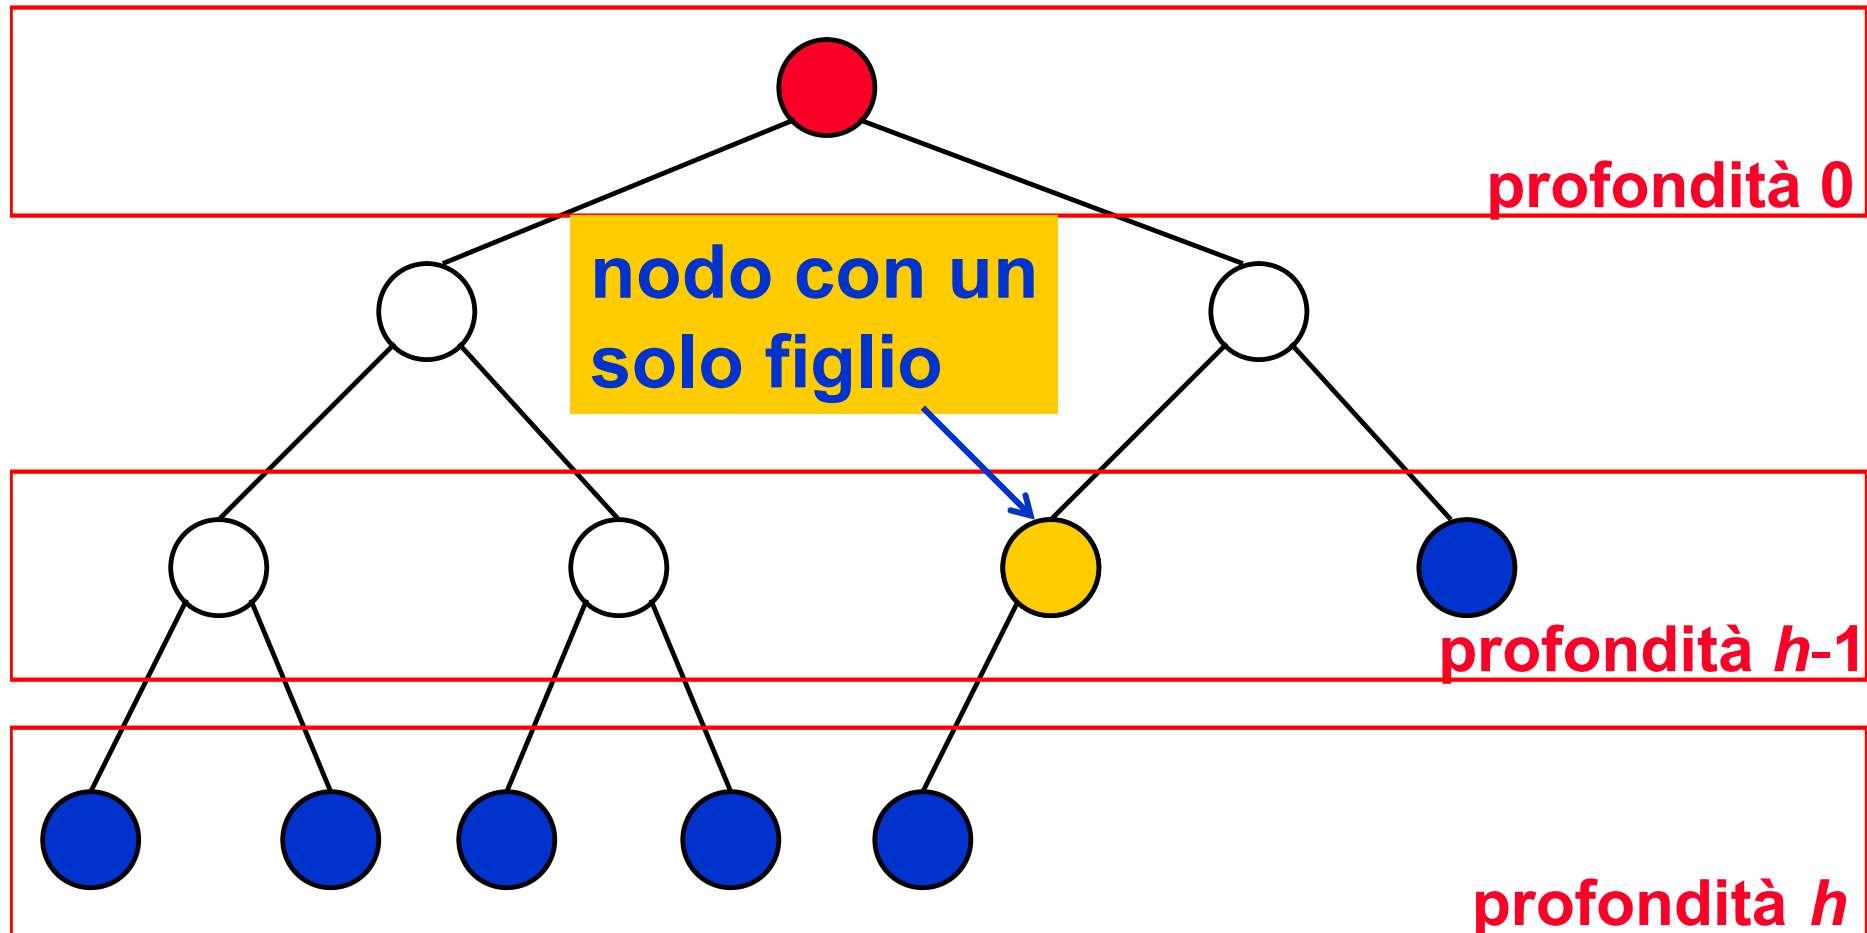 profondità 0
nodo con un
solo figlio
profondità h-1
profondità h